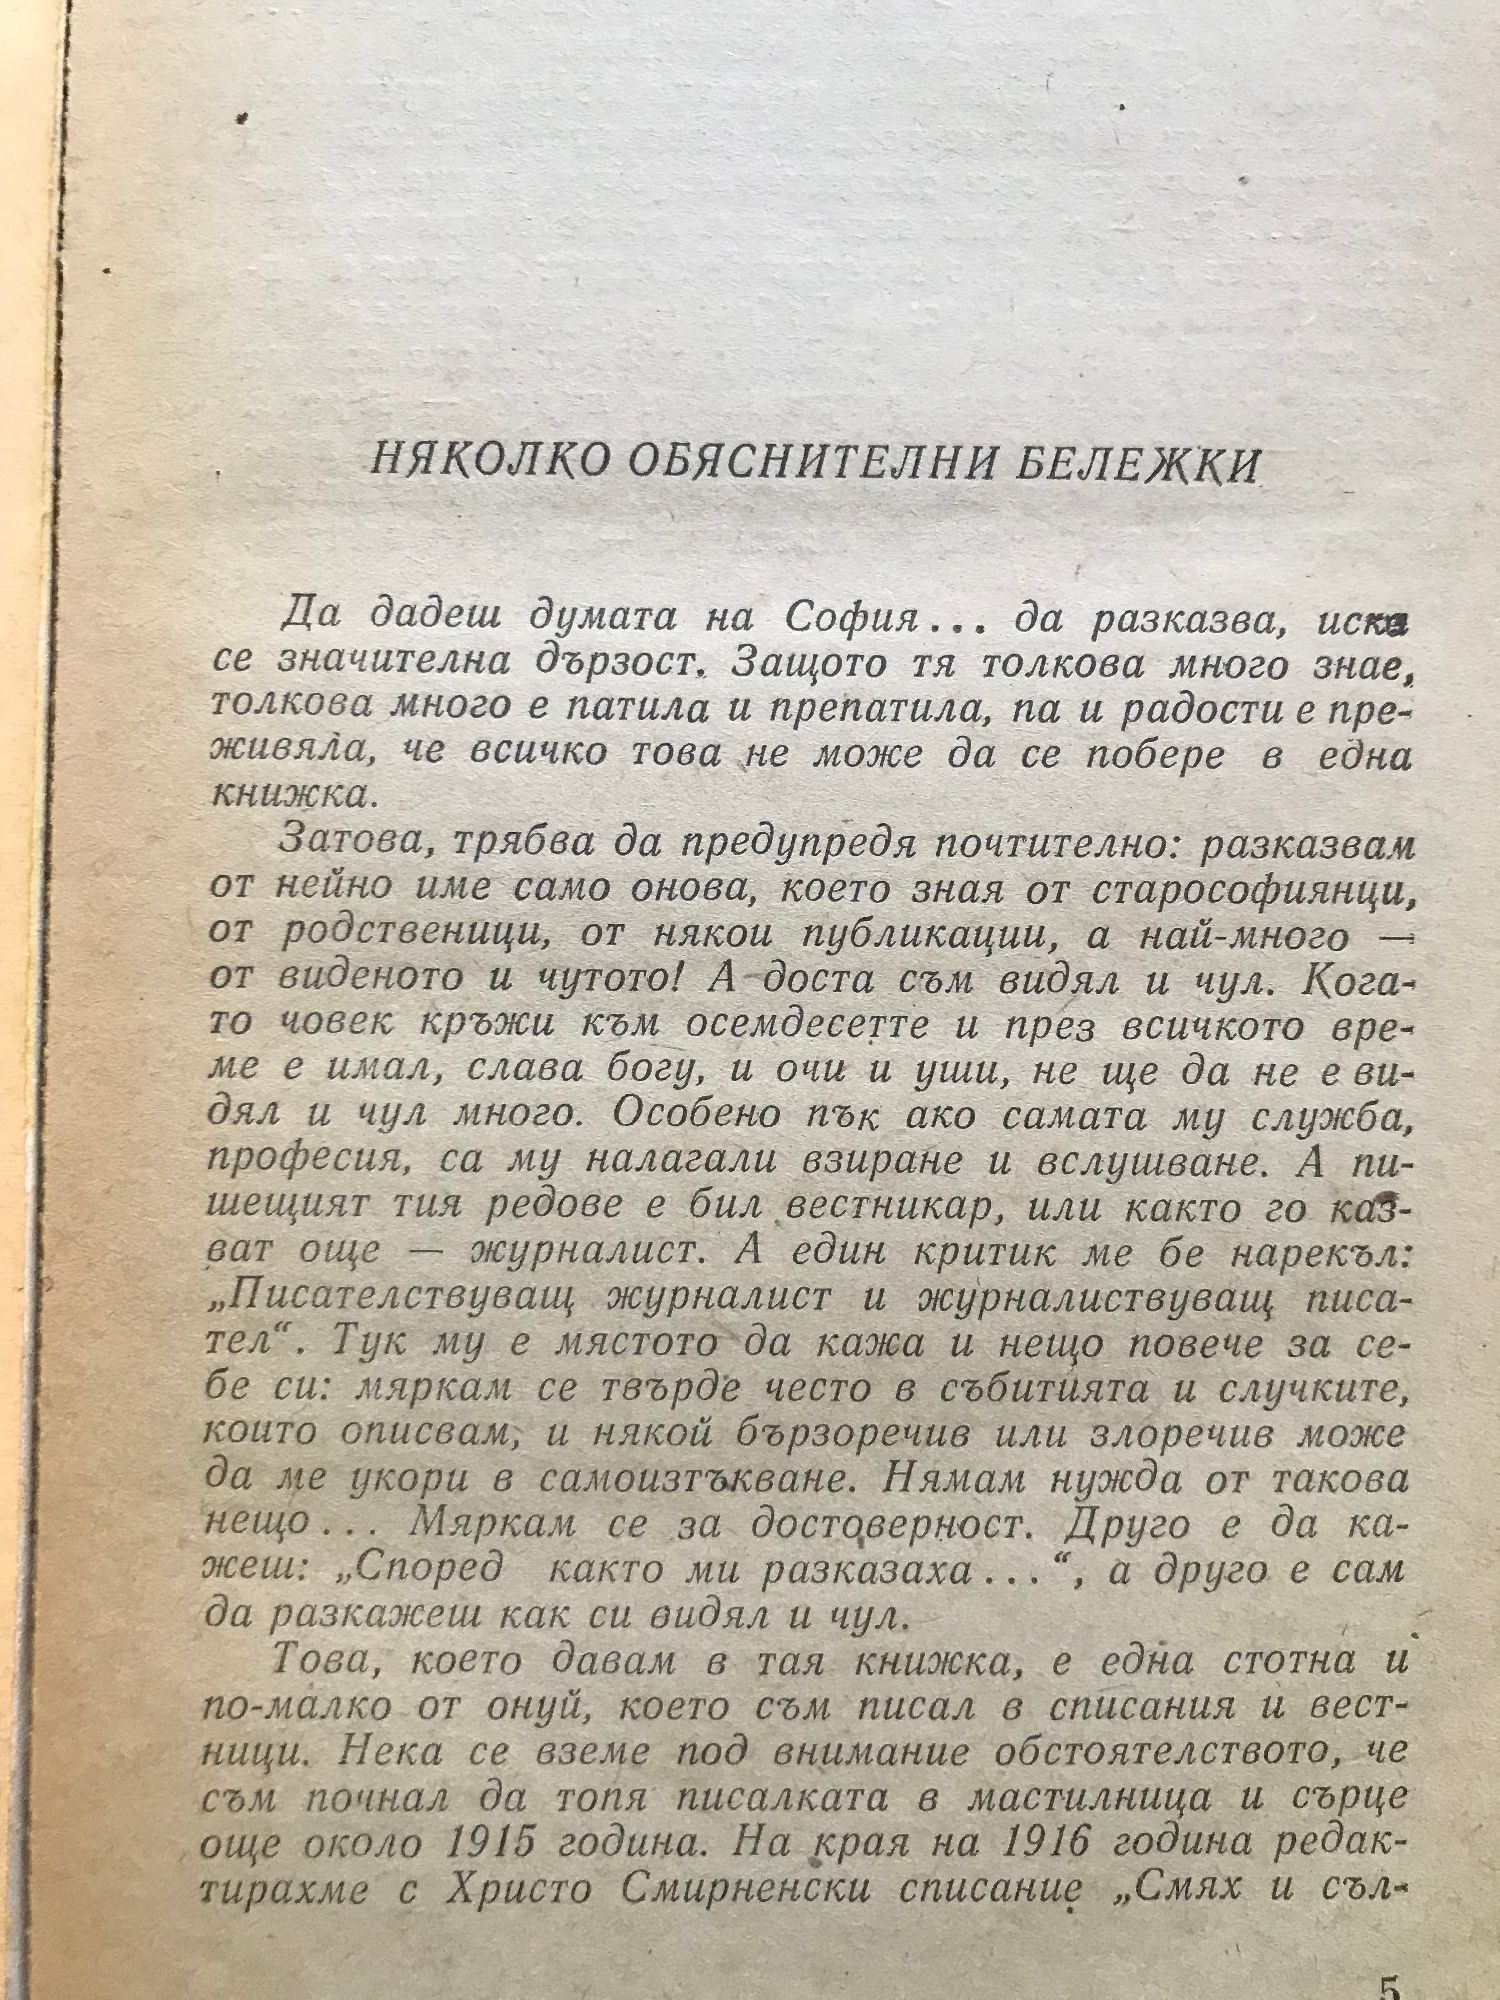 НЯКОЛКО ОБЯСНИТЕЛНИ БЕЛЕЖКИ
Да дадеш думата на София... да разказва, иска
се значителна дързост. Защото тя толкова много знае,
толкова много е патила и препатила, па и радости е пре-
живяла, че всичко това не може да се побере в една
книжка.
Затова, трябва да предупредя почтително: разказвам
от нейно име само онова, което зная от старософиянци,
от родственици, от някои публикации, а най-много —
от виденото и чутото! А доста съм видял и чул. Кога-
то човек кръжи към осемдесетте и през всичкото вре-
ме е имал, слава богу, и очи и уши, не ще да не е ви-
дял и чул много. Особено пък ако самата му служба,
професия, са му налагали взиране и вслушване. А пи-
шещият тия редове е бил вестникар, или както го каз-
ват още — журналист. А един критик ме бе нарекъл:
„Писателствуващ журналист и журналиствуващ писа-
тел“. Тук му е мястото да кажа и нещо повече за се-
бе си: мяркам се твърде често в събитията и случките,
които описвам, и някой бързоречив или злоречив може
да ме укори в самоизтъкване. Нямам нужда от такова
нещо... Мяркам се за достоверност. Друго е да ка-
жеш: „Според както ми разказаха...“, а друго е сам
да разкажеш как си видял и чул.
Това, което давам в тая книжка, е една стотна и
по-малко от онуй, което съм писал в списания и вест-
ници. Нека се вземе под внимание обстоятелството, че
съм почнал да топя писалката в мастилница и сърце
още около 1915 година. На края на 1916 година редак-
тирахме с Христо Смирненски списание „Смях и съл-
5